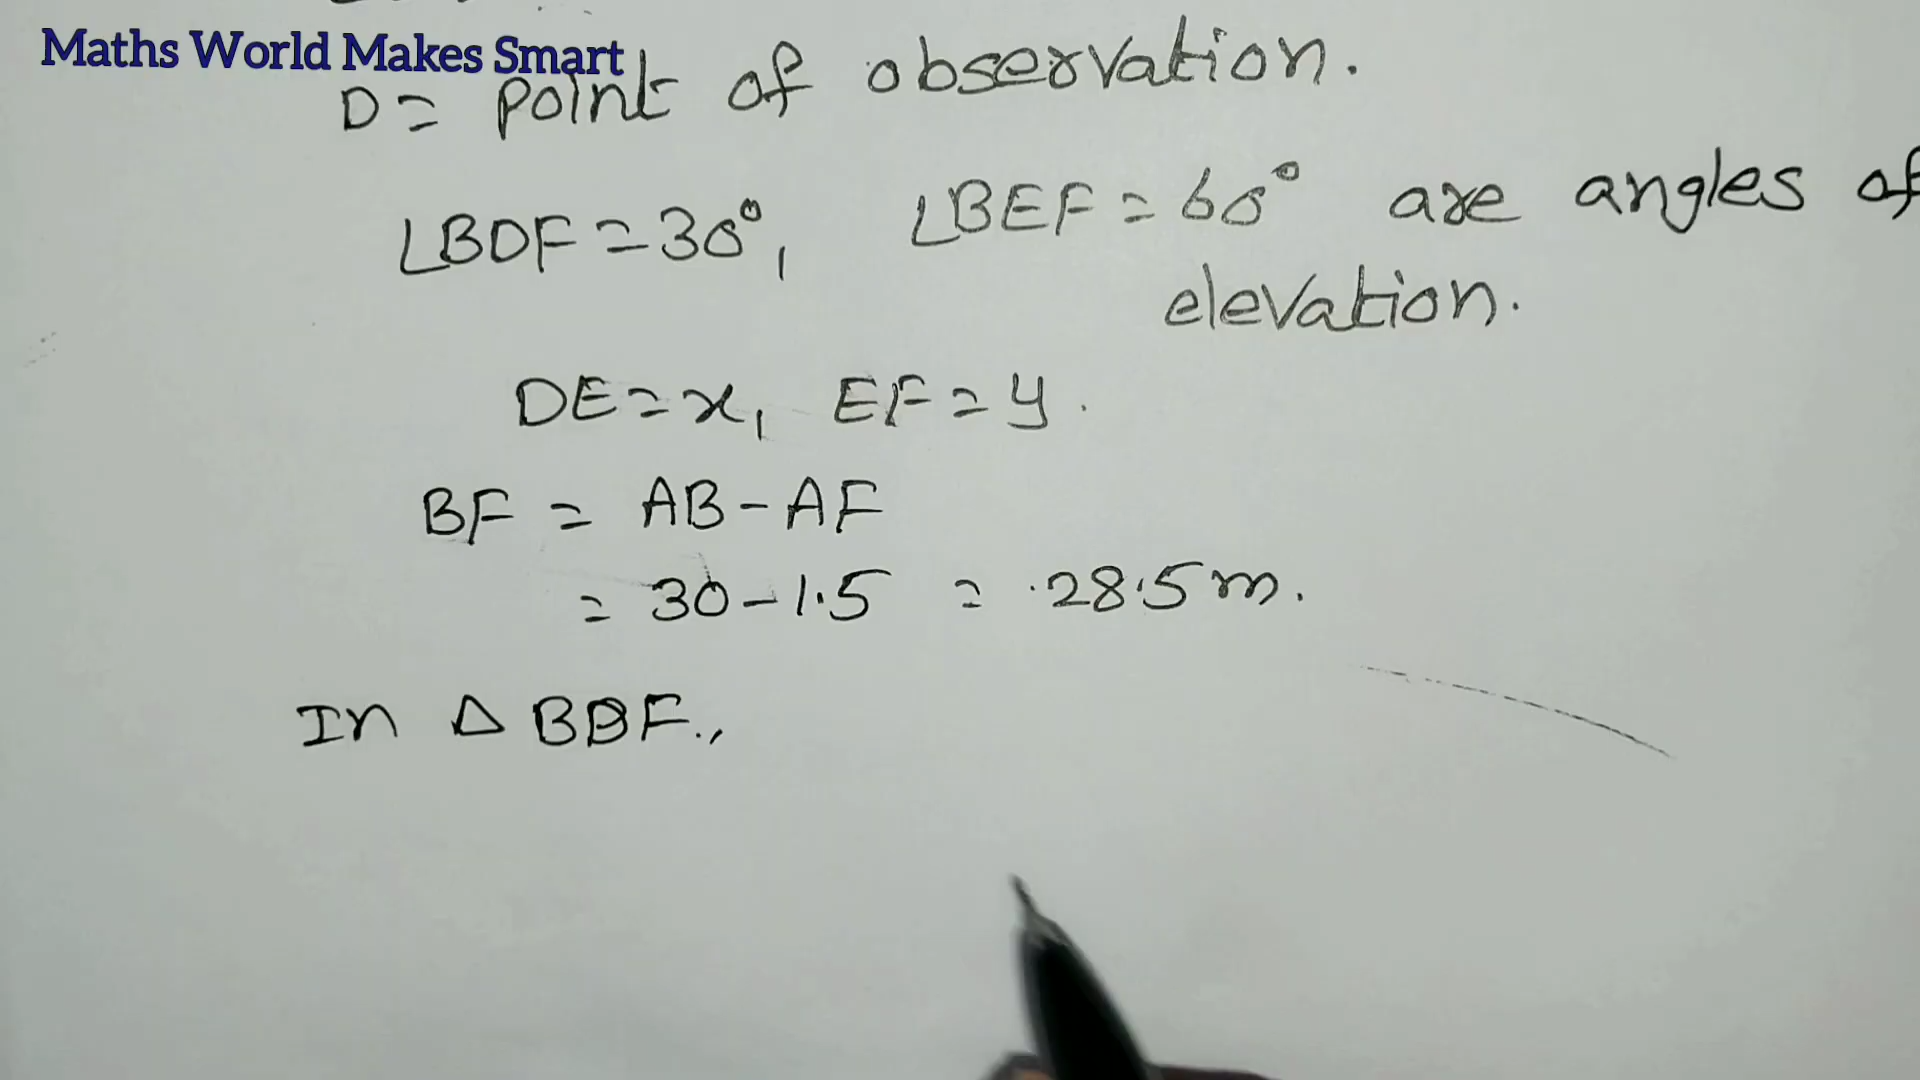 Maths World Makes Smart
D = point of observation.
∠BDF = 30°, ∠BEF = 60° are angles of
elevation.
DE = x, EF = y.
BF = AB - AF
= 30 - 1.5 = 28.5 m.
In Δ BDF.,